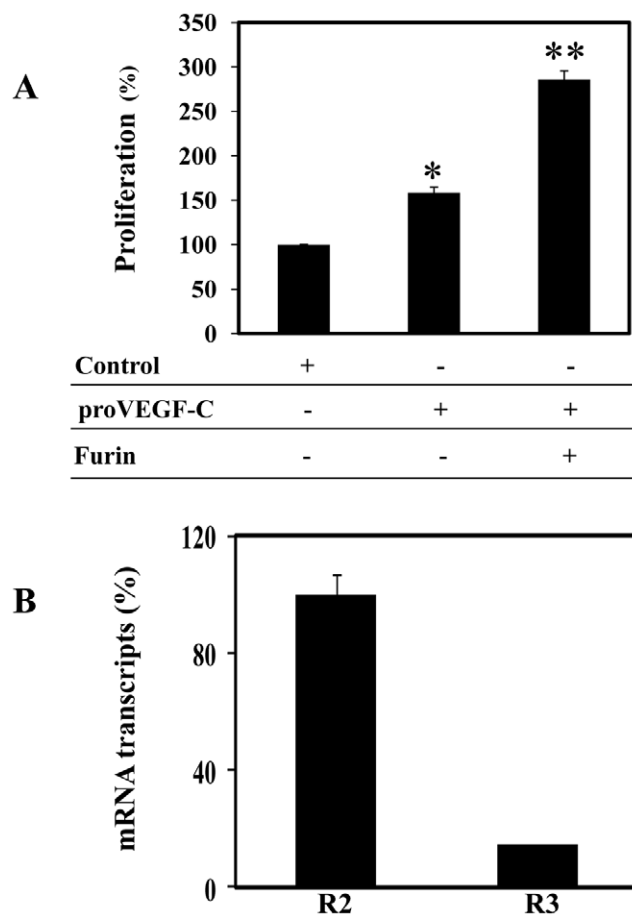 A
Proliferation (%)
350
300
250
200
150
100
50
0
*
**
Control + - -
proVEGF-C - + +
Furin - - +
B
mRNA transcripts (%)
120
80
40
0
R2 R3